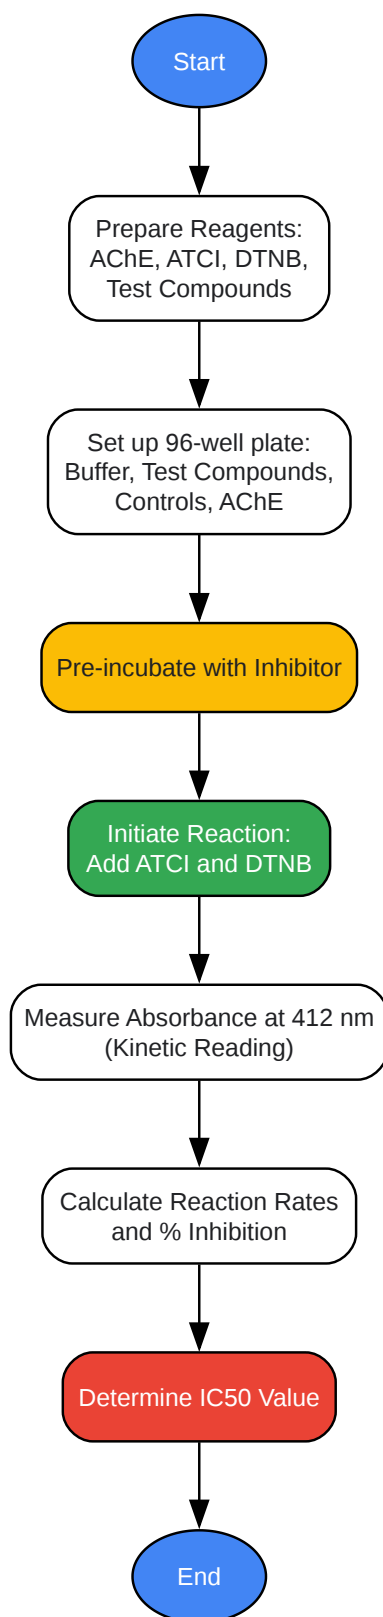 Start
Prepare Reagents:
AChE, ATCI, DTNB,
Test Compounds
Set up 96-well plate:
Buffer, Test Compounds,
Controls, AChE
Pre-incubate with Inhibitor
Initiate Reaction:
Add ATCI and DTNB
Measure Absorbance at 412 nm
(Kinetic Reading)
Calculate Reaction Rates
and % Inhibition
Determine IC50 Value
End